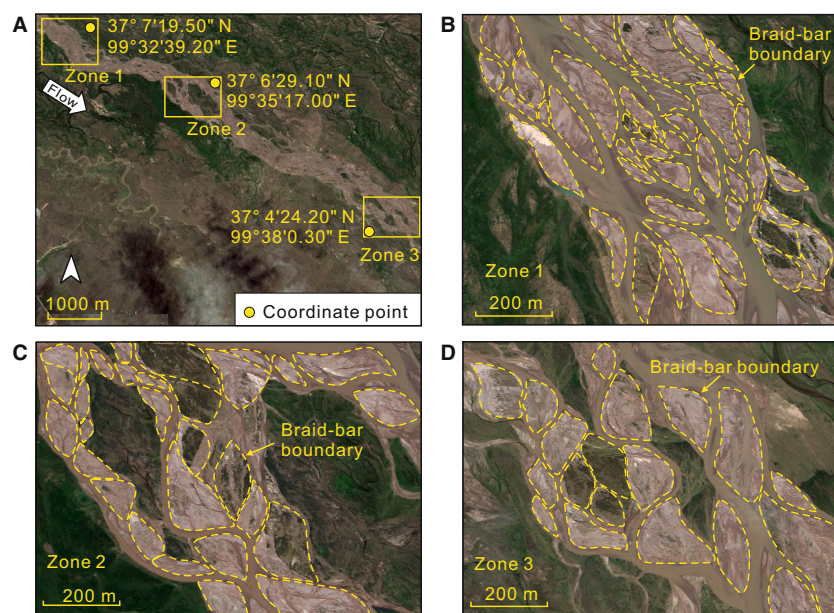 A
37° 7'19.50" N
99°32'39.20" E
Zone 1
37° 6'29.10" N
99°35'17.00" E
Flow
Zone 2
37° 4'24.20" N
99°38'0.30" E
Zone 3
1000 m
Coordinate point
B
Braid-bar
boundary
Zone 1
200 m
C
Braid-bar
boundary
Zone 2
200 m
D
Braid-bar boundary
Zone 3
200 m